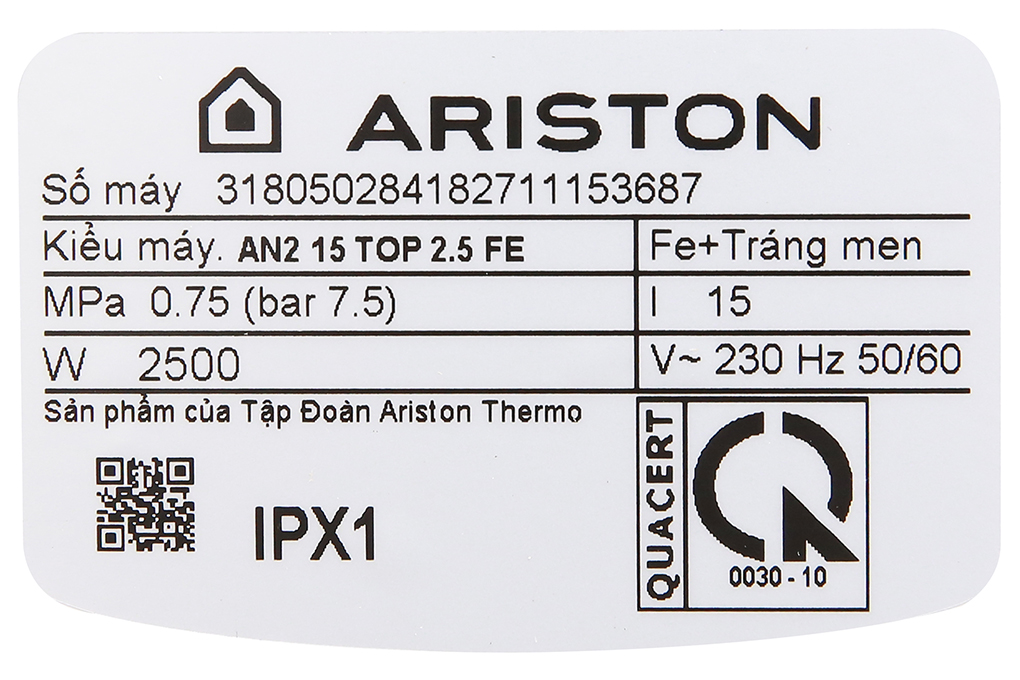 ARISTON
Số máy 318050284182711153687
Kiểu máy. AN2 15 TOP 2.5 FE
Fe+Tráng men
MPa 0.75 (bar 7.5)
l 15
W 2500
V~ 230 Hz 50/60
Sản phẩm của Tập Đoàn Ariston Thermo
IPX1
QUACERT
0030 - 10